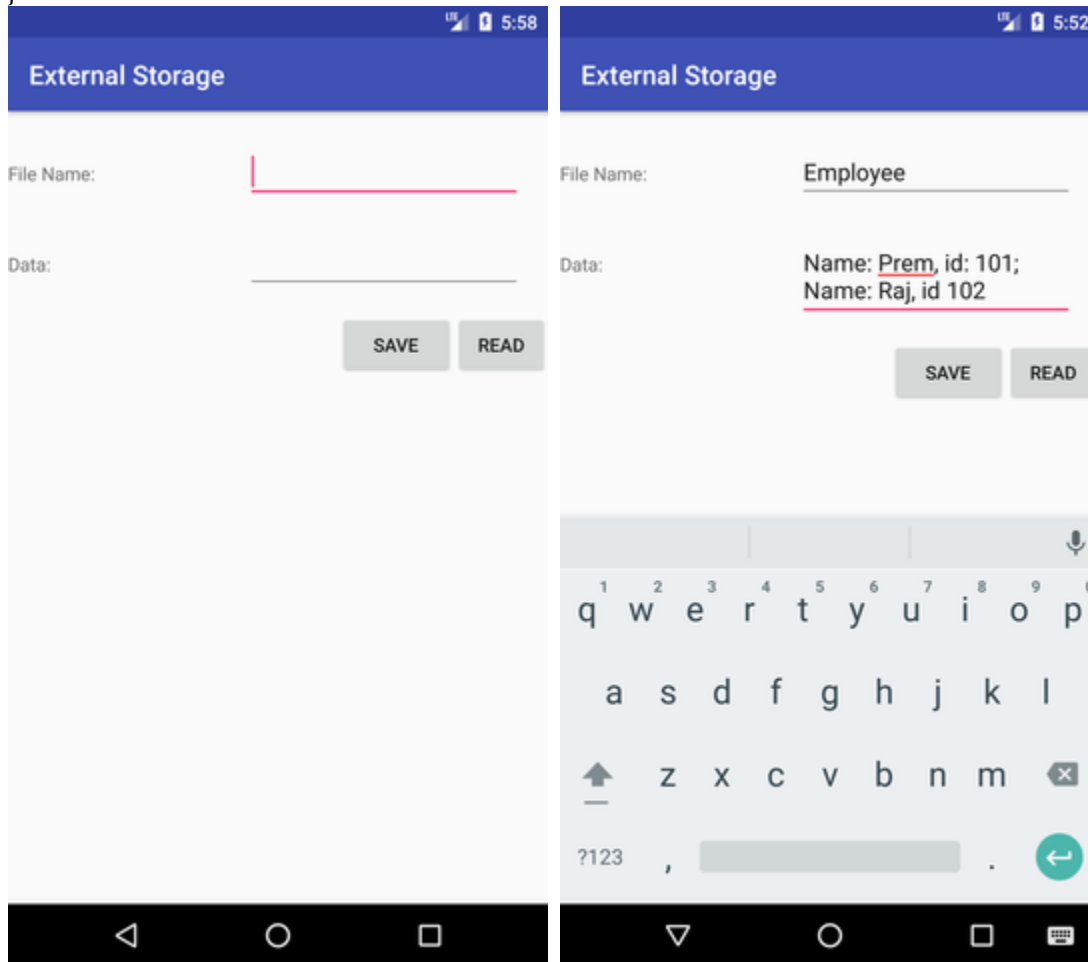 5:58
External Storage
File Name:
Data:
SAVE READ
5:52
External Storage
File Name: Employee
Data: Name: Prem, id: 101;
Name: Raj, id 102
SAVE READ
1 2 3 4 5 6 7 8 9
q w e r t y u i o p
a s d f g h j k l
z x c v b n m
?123 , .